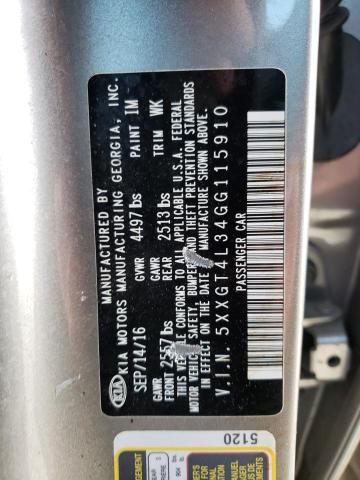 MANUFACTURED BY
KIA KIA MOTORS MANUFACTURING GEORGIA, INC.
SEP/14/16 GVWR 4497 lbs PAINT IM
GAWR FRONT 2557 lbs GAWR REAR 2513 lbs TRIM WK
THIS VEHICLE CONFORMS TO ALL APPLICABLE U.S.A. FEDERAL
MOTOR VEHICLE SAFETY, BUMPER, AND THEFT PREVENTION STANDARDS
IN EFFECT ON THE DATE OF MANUFACTURE SHOWN ABOVE.
V.I.N. 5XXGT4L34GG115910
PASSENGER CAR
5120